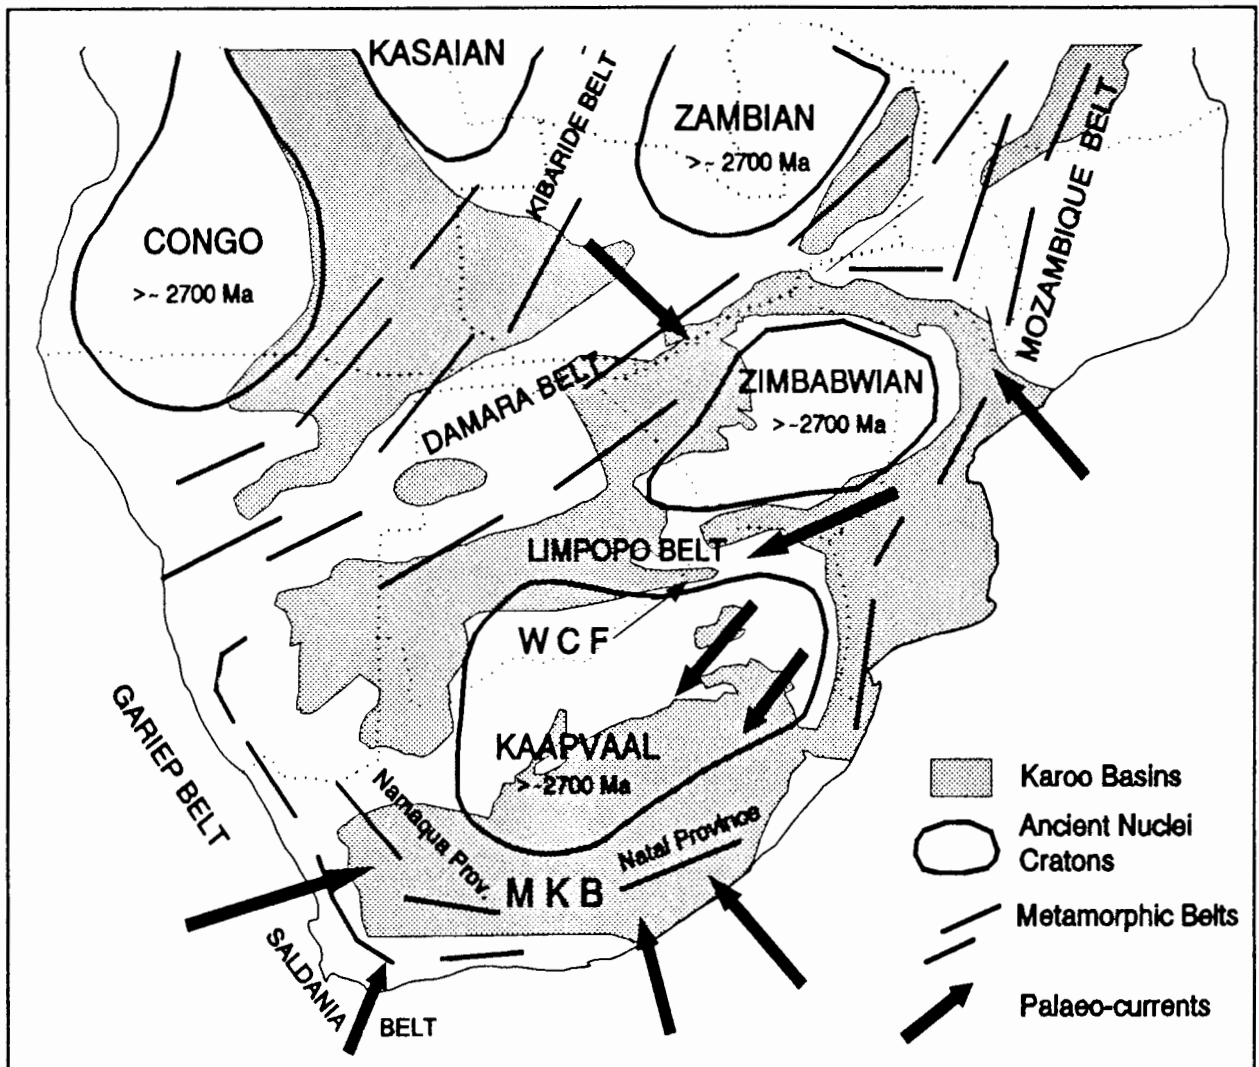 KASAIAN
KIBARIDE BELT
ZAMBIAN
>~ 2700 Ma
MOZAMBIQUE BELT
CONGO
>~ 2700 Ma
DAMARA BELT
ZIMBABWIAN
>~2700 Ma
LIMPOPO BELT
W C F
GARIEP BELT
KAAPVAAL
>~2700 Ma
Namaqua Prov.
Natal Province
M K B
SALDANIA
BELT
Karoo Basins
Ancient Nuclei
Cratons
Metamorphic Belts
Palaeo-currents